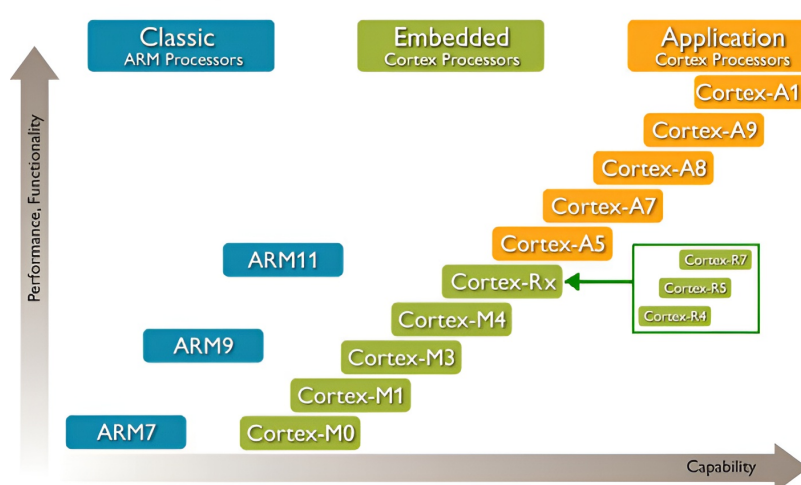 Classic
ARM Processors
Embedded
Cortex Processors
Application
Cortex Processors
Performance, Functionality
Cortex-A1
Cortex-A9
Cortex-A8
Cortex-A7
Cortex-A5
ARM11
Cortex-Rx
Cortex-R7
Cortex-R5
Cortex-R4
Cortex-M4
ARM9
Cortex-M3
Cortex-M1
ARM7
Cortex-M0
Capability